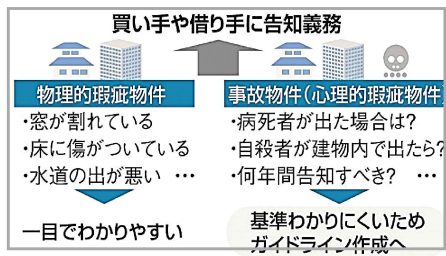 買い手や借り手に告知義務
物理的瑕疵物件
・窓が割れている
・床に傷がついている
・水道の出が悪い …
一目でわかりやすい
事故物件(心理的瑕疵物件)
・病死者が出た場合は?
・自殺者が建物内で出たら?
・何年間告知すべき? …
基準わかりにくいため
ガイドライン作成へ